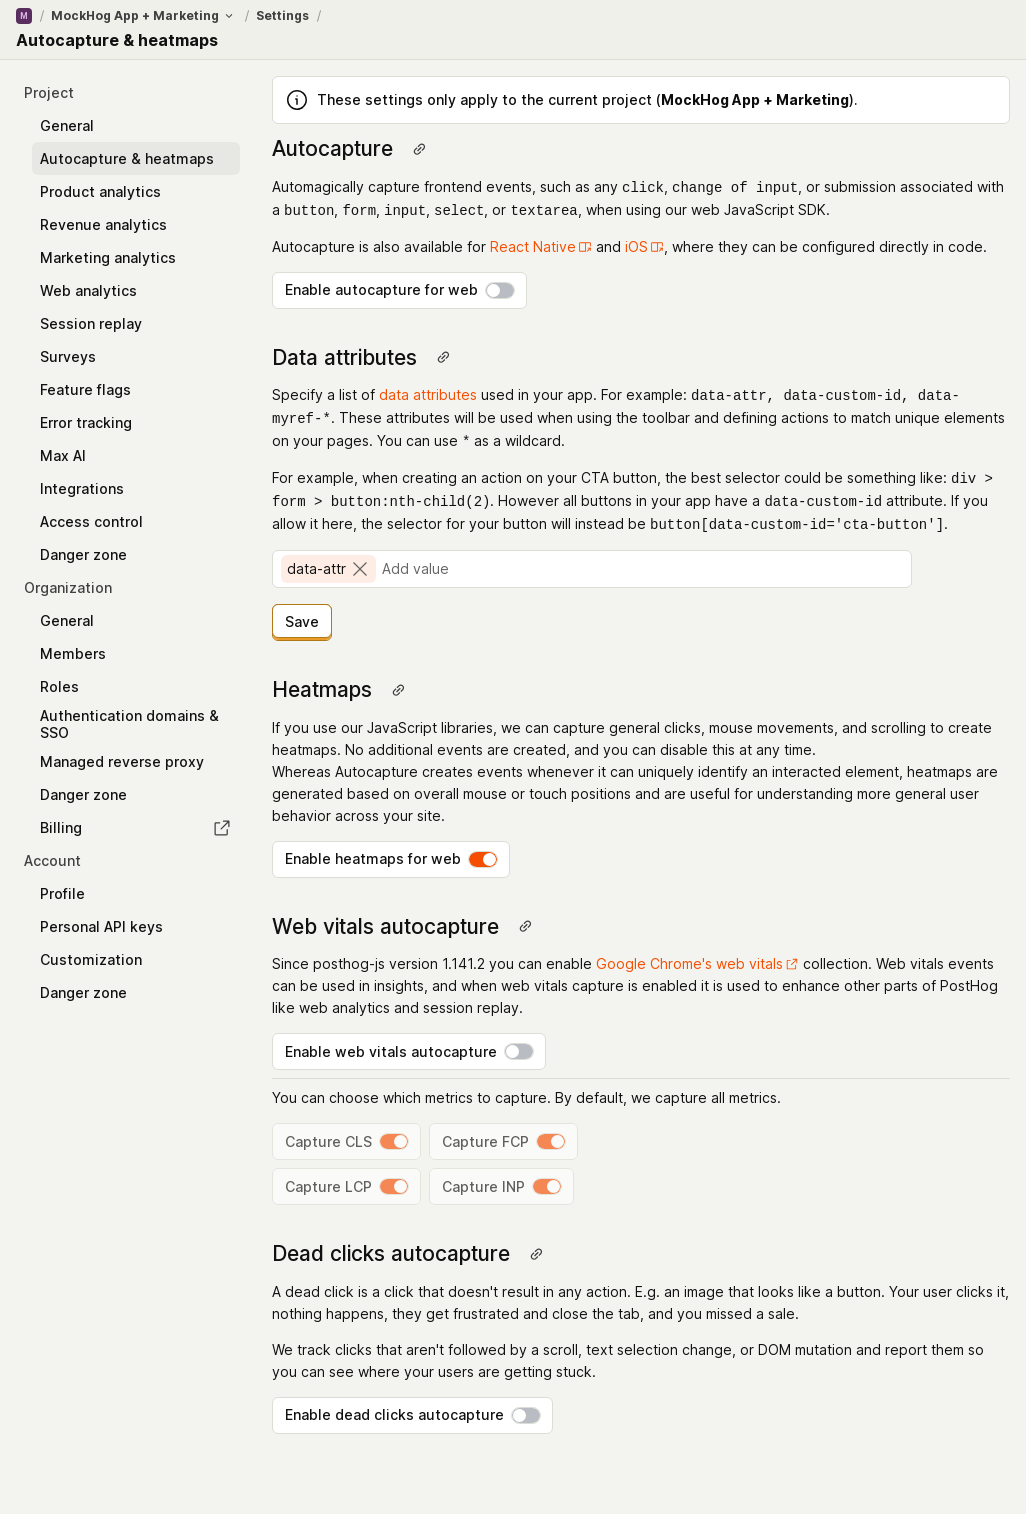 M / MockHog App + Marketing / Settings /
Autocapture & heatmaps
Project
General
Autocapture & heatmaps
Product analytics
Revenue analytics
Marketing analytics
Web analytics
Session replay
Surveys
Feature flags
Error tracking
Max AI
Integrations
Access control
Danger zone
Organization
General
Members
Roles
Authentication domains &
SSO
Managed reverse proxy
Danger zone
Billing
Account
Profile
Personal API keys
Customization
Danger zone
These settings only apply to the current project (MockHog App + Marketing).
Autocapture
Automagically capture frontend events, such as any click, change of input, or submission associated with
a button, form, input, select, or textarea, when using our web JavaScript SDK.
Autocapture is also available for React Native and iOS, where they can be configured directly in code.
Enable autocapture for web
Data attributes
Specify a list of data attributes used in your app. For example: data-attr, data-custom-id, data-
myref-*. These attributes will be used when using the toolbar and defining actions to match unique elements
on your pages. You can use * as a wildcard.
For example, when creating an action on your CTA button, the best selector could be something like: div >
form > button:nth-child(2). However all buttons in your app have a data-custom-id attribute. If you
allow it here, the selector for your button will instead be button[data-custom-id='cta-button'].
data-attr Add value
Save
Heatmaps
If you use our JavaScript libraries, we can capture general clicks, mouse movements, and scrolling to create
heatmaps. No additional events are created, and you can disable this at any time.
Whereas Autocapture creates events whenever it can uniquely identify an interacted element, heatmaps are
generated based on overall mouse or touch positions and are useful for understanding more general user
behavior across your site.
Enable heatmaps for web
Web vitals autocapture
Since posthog-js version 1.141.2 you can enable Google Chrome's web vitals collection. Web vitals events
can be used in insights, and when web vitals capture is enabled it is used to enhance other parts of PostHog
like web analytics and session replay.
Enable web vitals autocapture
You can choose which metrics to capture. By default, we capture all metrics.
Capture CLS Capture FCP
Capture LCP Capture INP
Dead clicks autocapture
A dead click is a click that doesn't result in any action. E.g. an image that looks like a button. Your user clicks it,
nothing happens, they get frustrated and close the tab, and you missed a sale.
We track clicks that aren't followed by a scroll, text selection change, or DOM mutation and report them so
you can see where your users are getting stuck.
Enable dead clicks autocapture